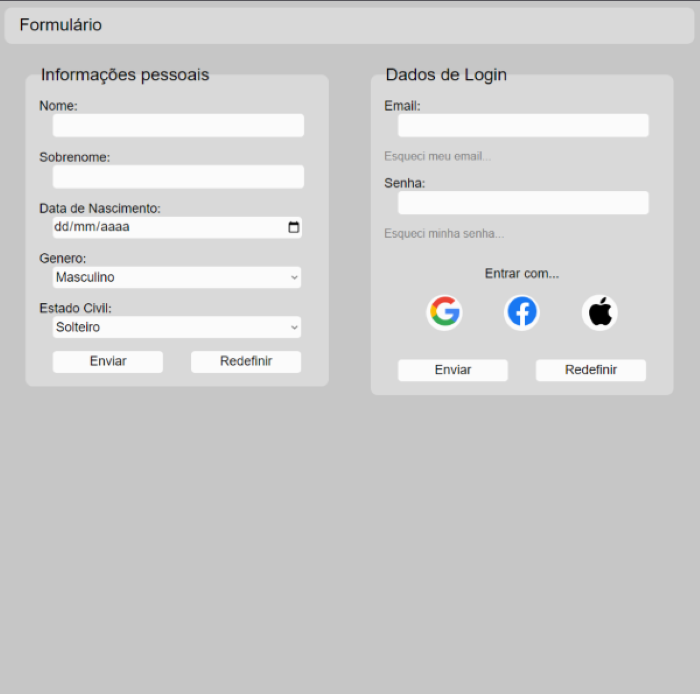 Formulário
Informações pessoais
Nome:
Sobrenome:
Data de Nascimento:
dd/mm/aaaa
Genero:
Masculino
Estado Civil:
Solteiro
Enviar Redefinir
Dados de Login
Email:
Esqueci meu email...
Senha:
Esqueci minha senha...
Entrar com...
Enviar Redefinir